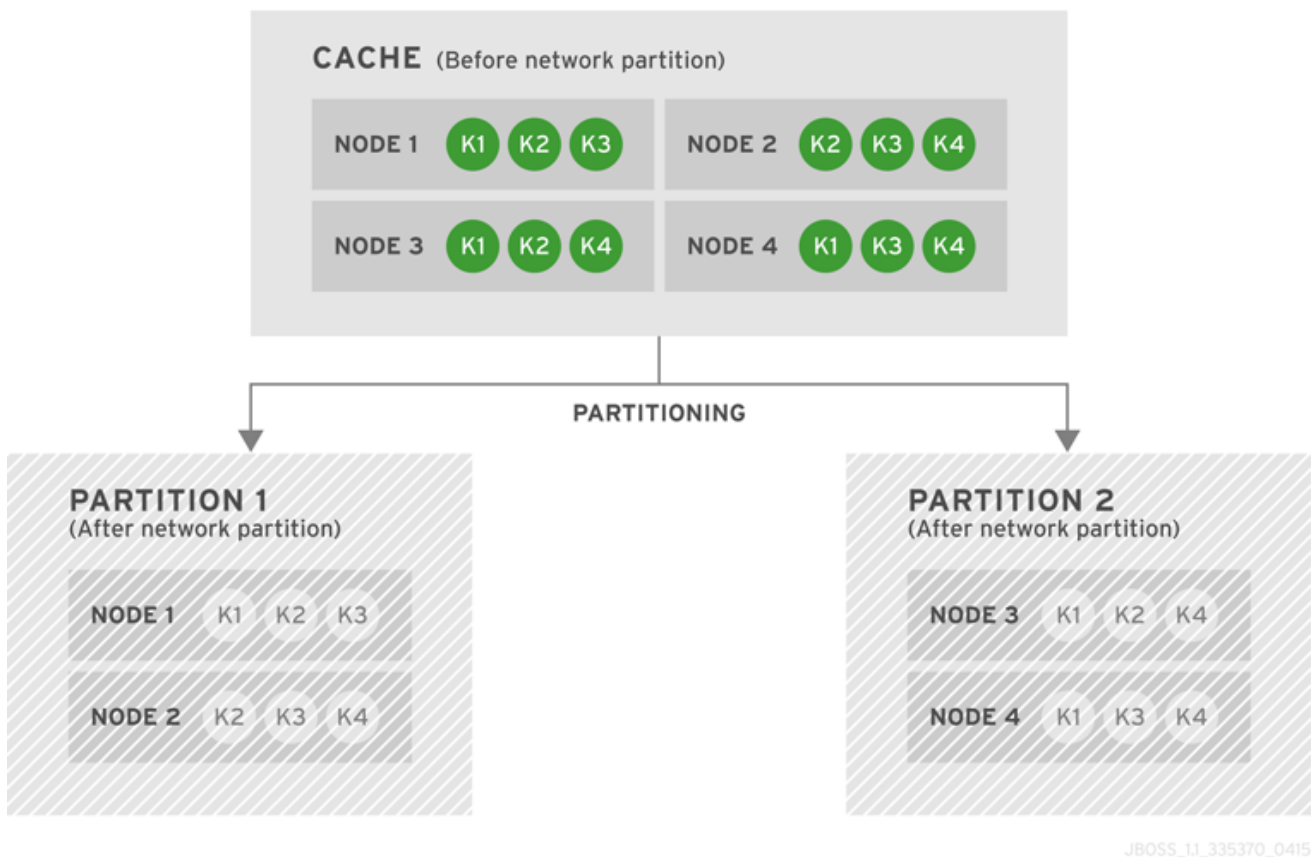 CACHE (Before network partition)
NODE 1 K1 K2 K3
NODE 2 K2 K3 K4
NODE 3 K1 K2 K4
NODE 4 K1 K3 K4
PARTITIONING
PARTITION 1
(After network partition)
NODE 1 K1 K2 K3
NODE 2 K2 K3 K4
PARTITION 2
(After network partition)
NODE 3 K1 K2 K4
NODE 4 K1 K3 K4
JBOSS_1.1_335370_0415